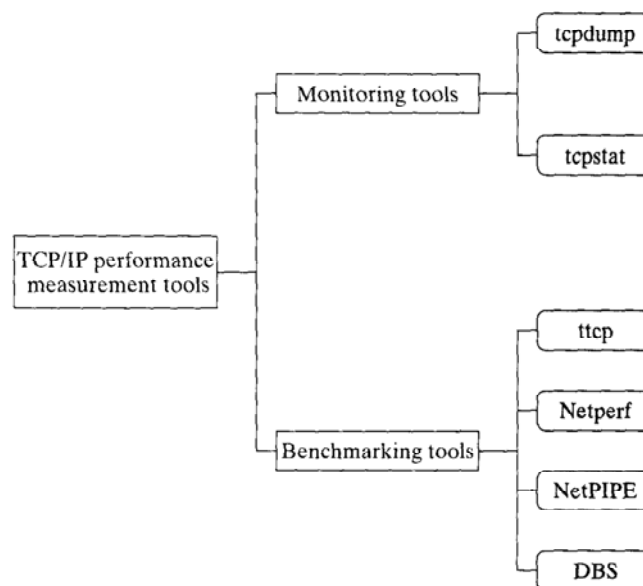 tcpdump
Monitoring tools
tcpstat
TCP/IP performance
measurement tools
ttcp
Netperf
Benchmarking tools
NetPIPE
DBS